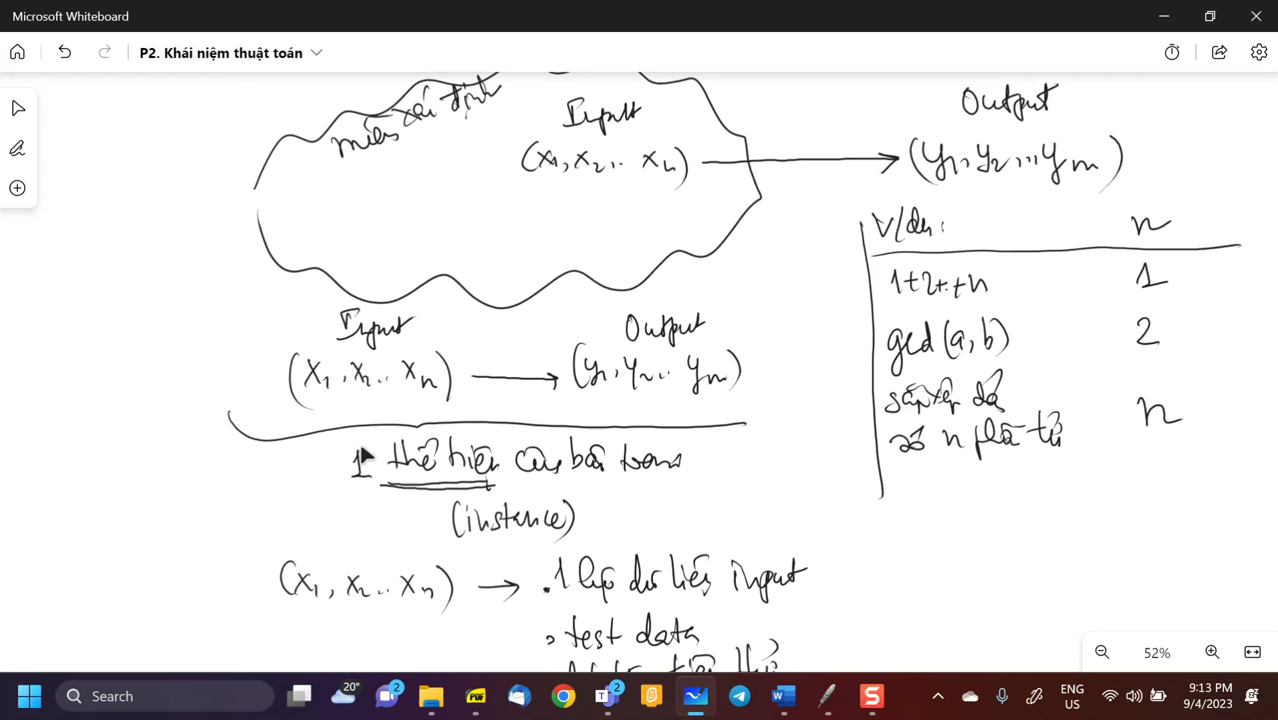 Microsoft Whiteboard
P2. Khái niệm thuật toán
miền xác định
Input
(x1, x2, .. xn)
Output
(y1, y2, ... ym)
V/dụ:
n
1+2+..+n
1
gcd(a, b)
2
sắp xếp dãy
số n phần tử
n
Input
(x1, x2.. xn)
Output
(y1, y2.. ym)
1 thể hiện của bài toán
(instance)
(x1, x2.. xn)
. 1 bộ dữ liệu input
. test data
52%
Search
20°
2
2
ENG
US
9:13 PM
9/4/2023